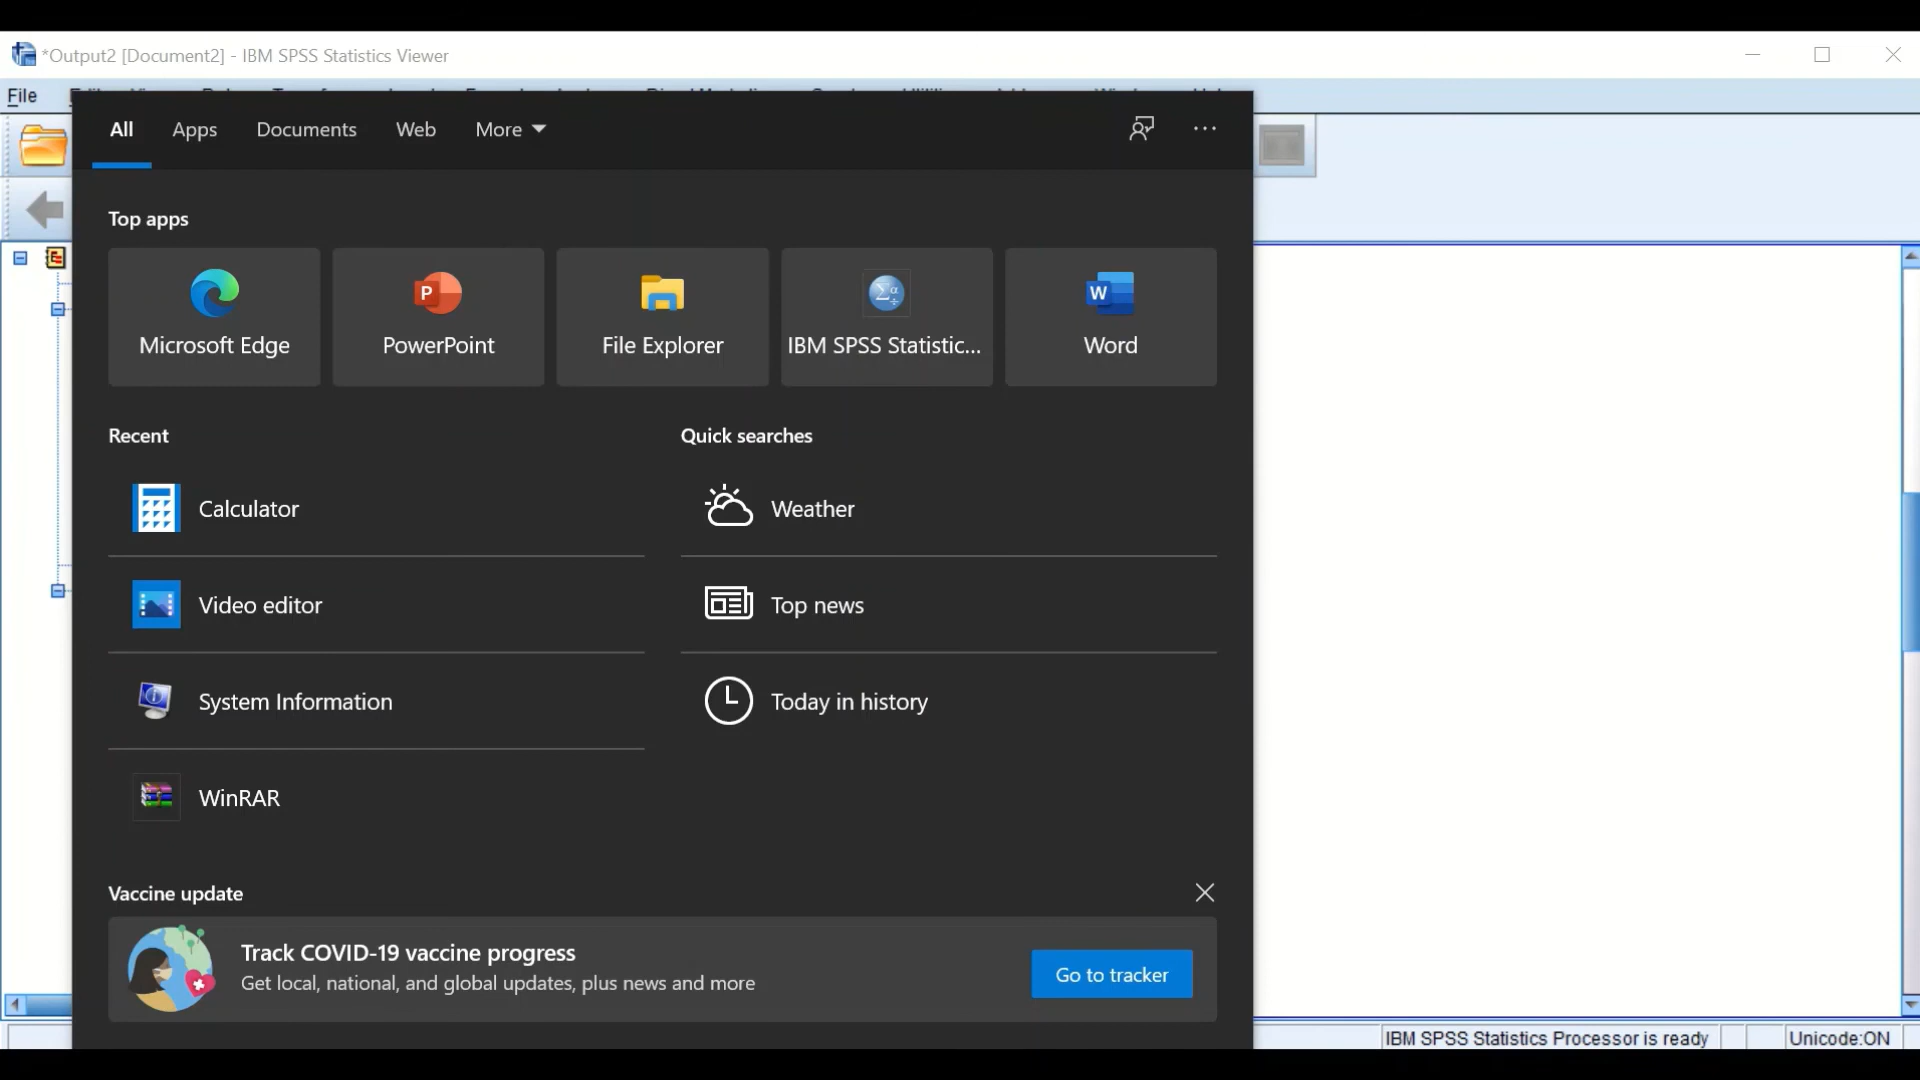 *Output2 [Document2] - IBM SPSS Statistics Viewer
File
All Apps Documents Web More
Top apps
Microsoft Edge PowerPoint File Explorer IBM SPSS Statistic... Word
Recent
Quick searches
Calculator
Weather
Video editor
Top news
System Information
Today in history
WinRAR
Vaccine update
Track COVID-19 vaccine progress
Get local, national, and global updates, plus news and more
Go to tracker
IBM SPSS Statistics Processor is ready
Unicode:ON